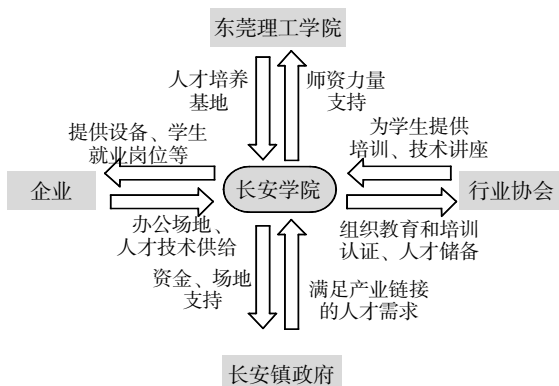 东莞理工学院
人才培养
基地
师资力量
支持
提供设备、学生
就业岗位等
为学生提供
培训、技术讲座
企业
长安学院
行业协会
办公场地、
人才技术供给
组织教育和培训
认证、人才储备
资金、场地
支持
满足产业链接
的人才需求
长安镇政府